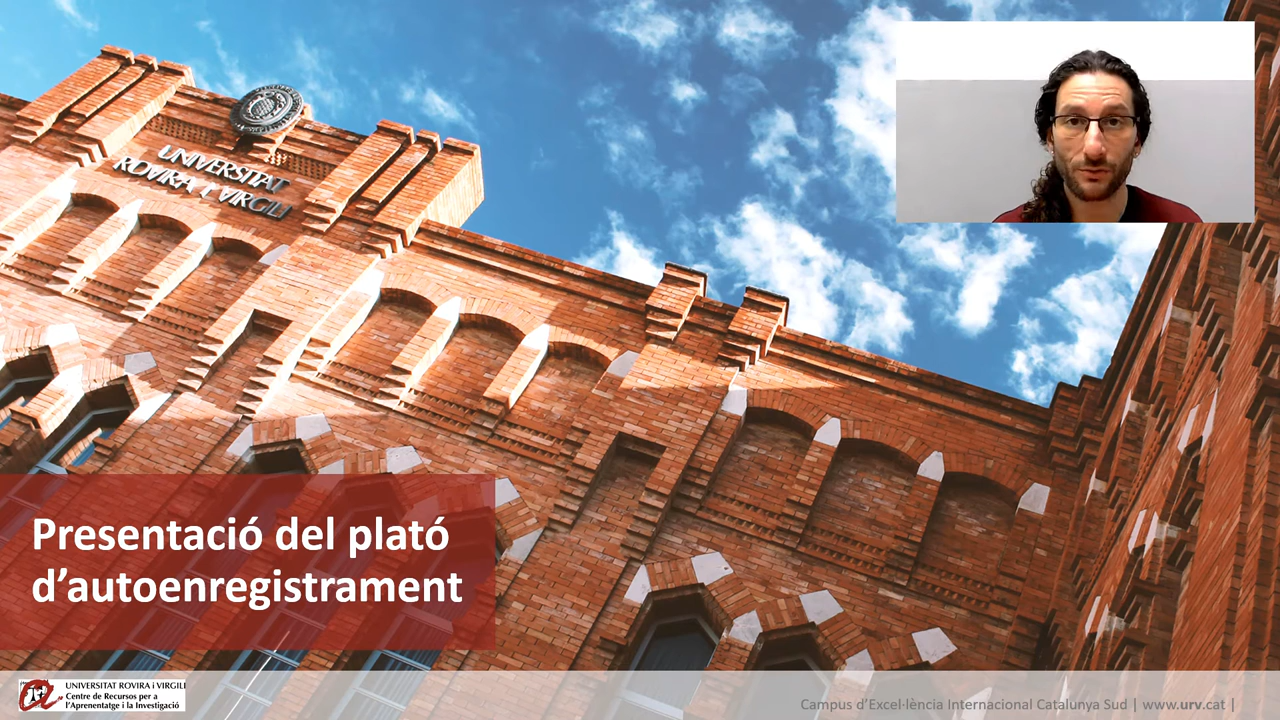 UNIVERSITAT
ROVIRA I VIRGILI
Presentació del plató
d’autoenregistrament
UNIVERSITAT ROVIRA i VIRGILI
Centre de Recursos per a
l’Aprenentatge i la Investigació
Campus d’Excel·lència Internacional Catalunya Sud | www.urv.cat |